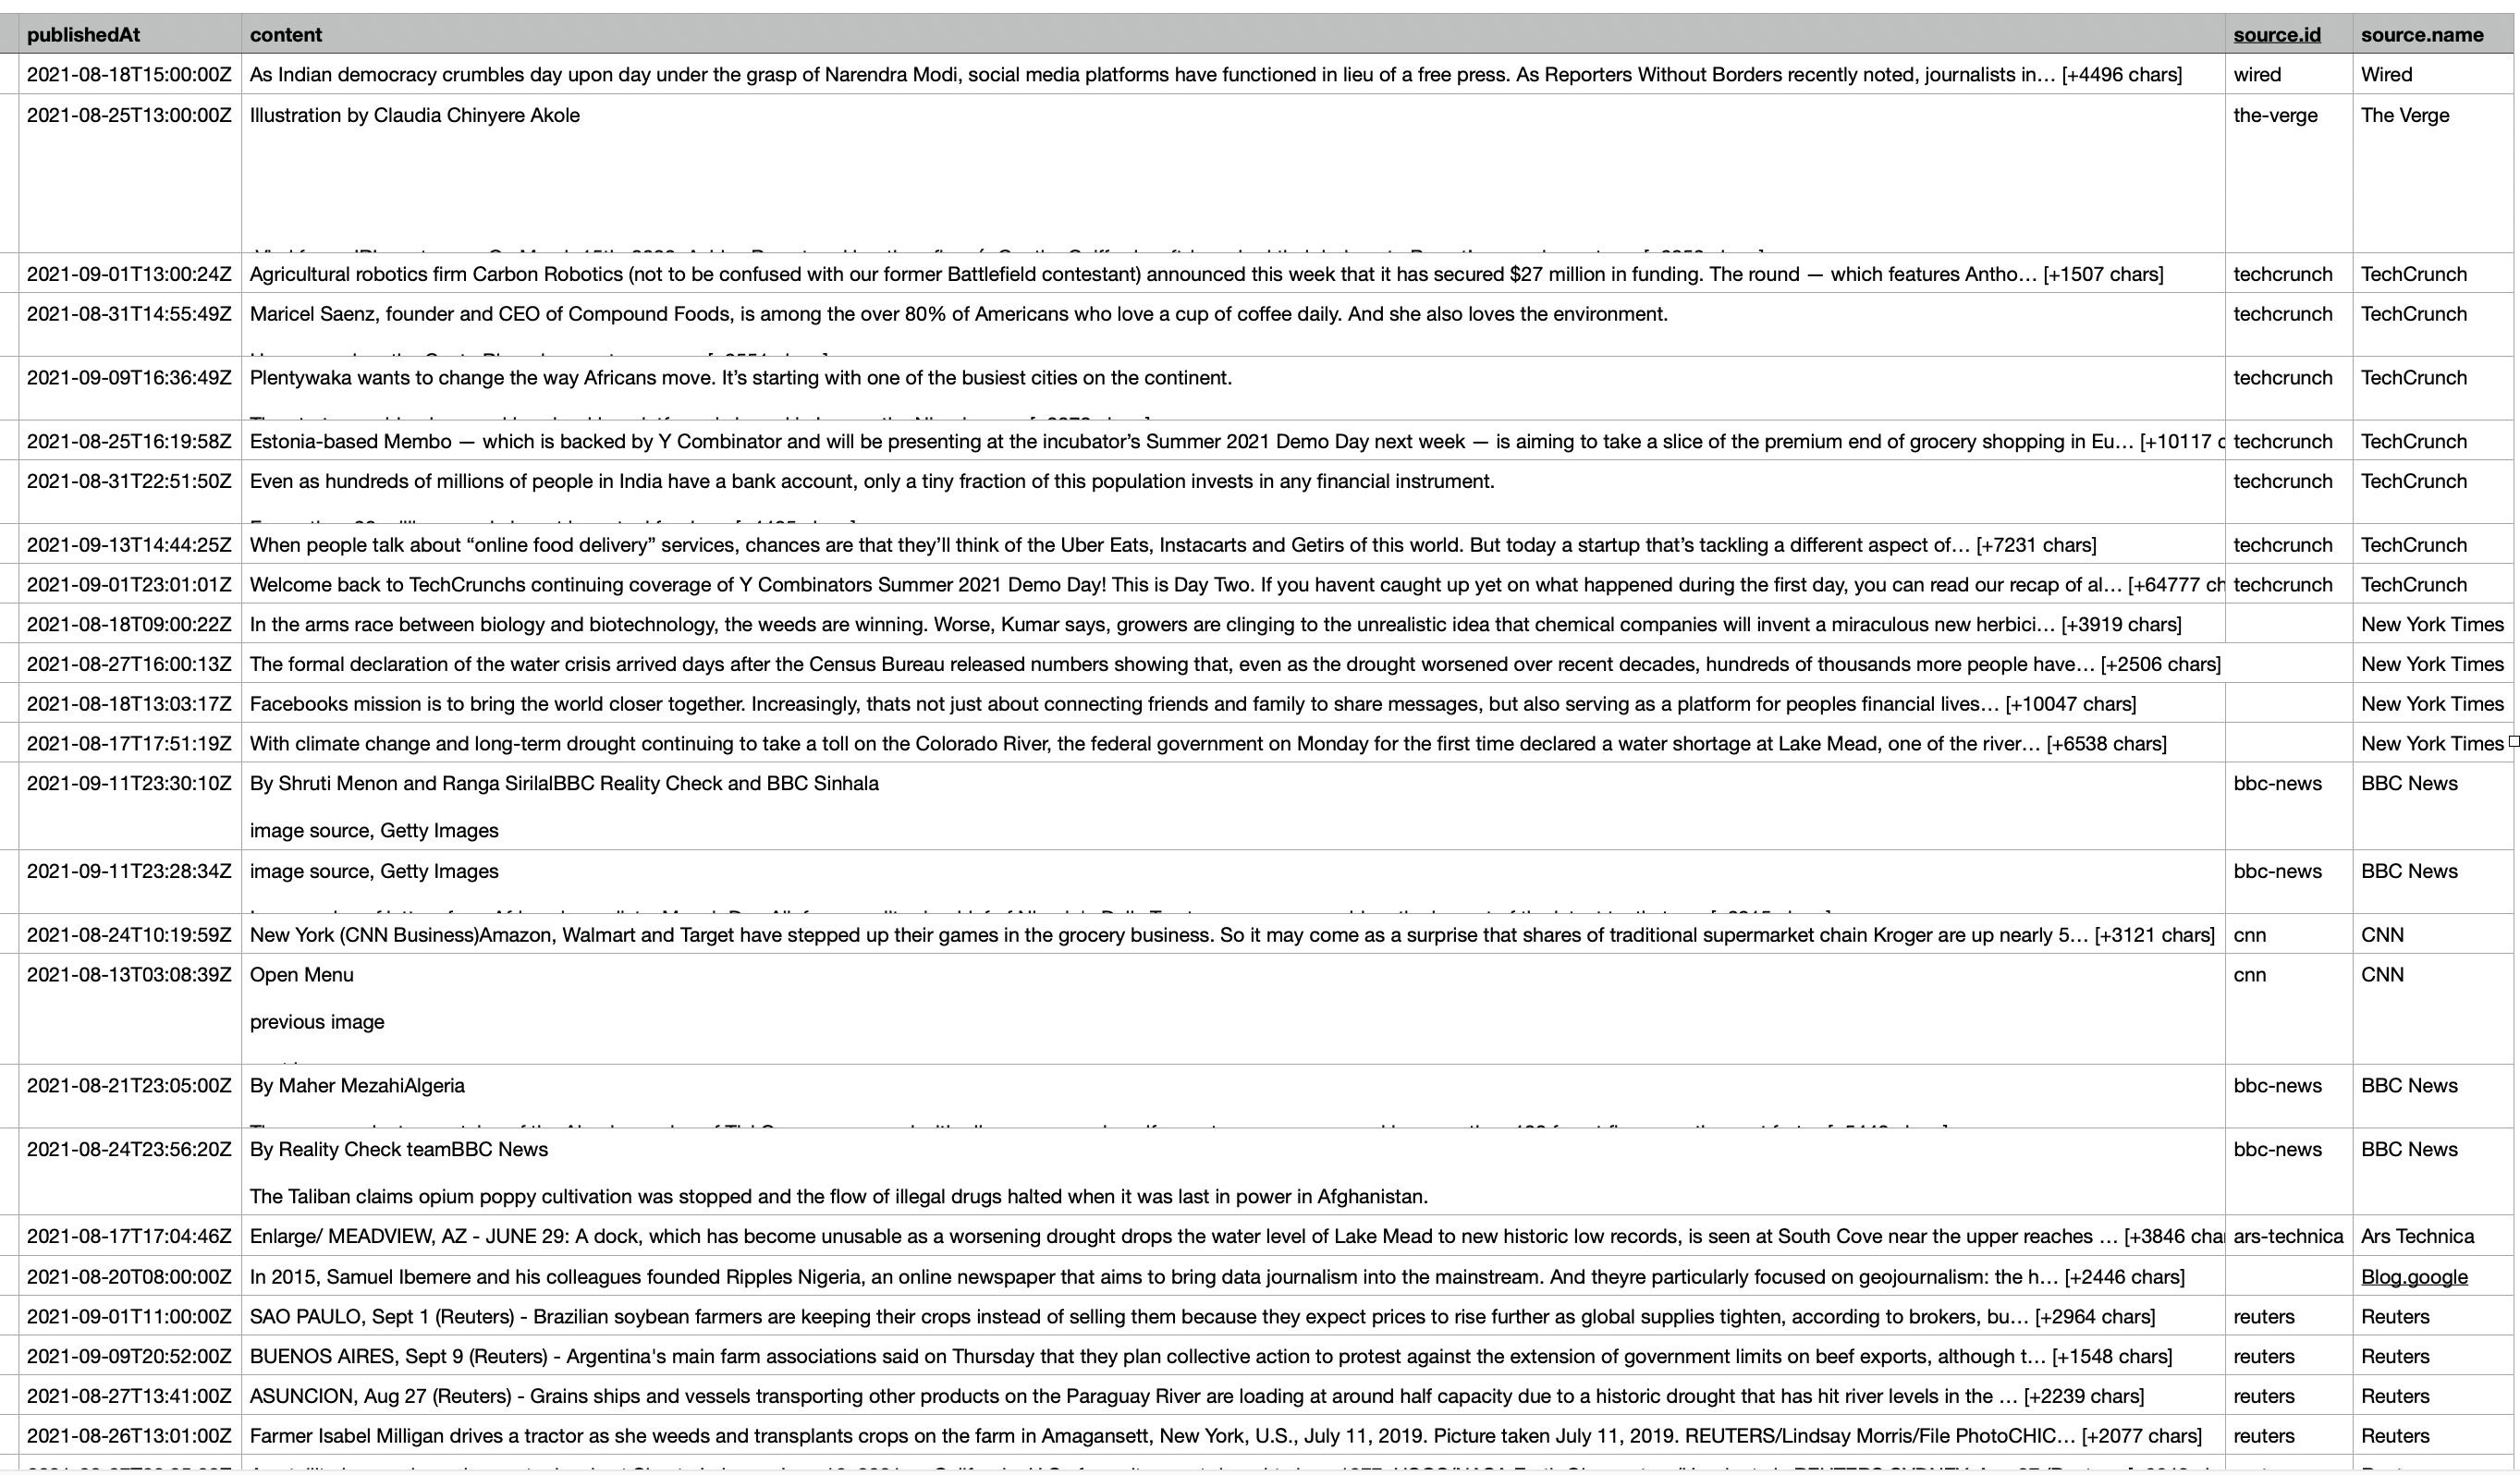 publishedAt content source.id source.name
2021-08-18T15:00:00Z As Indian democracy crumbles day upon day under the grasp of Narendra Modi, social media platforms have functioned in lieu of a free press. As Reporters Without Borders recently noted, journalists in… [+4496 chars] wired Wired
2021-08-25T13:00:00Z Illustration by Claudia Chinyere Akole the-verge The Verge
2021-09-01T13:00:24Z Agricultural robotics firm Carbon Robotics (not to be confused with our former Battlefield contestant) announced this week that it has secured $27 million in funding. The round — which features Antho… [+1507 chars] techcrunch TechCrunch
2021-08-31T14:55:49Z Maricel Saenz, founder and CEO of Compound Foods, is among the over 80% of Americans who love a cup of coffee daily. And she also loves the environment. techcrunch TechCrunch
2021-09-09T16:36:49Z Plentywaka wants to change the way Africans move. It’s starting with one of the busiest cities on the continent. techcrunch TechCrunch
2021-08-25T16:19:58Z Estonia-based Membo — which is backed by Y Combinator and will be presenting at the incubator’s Summer 2021 Demo Day next week — is aiming to take a slice of the premium end of grocery shopping in Eu… [+10117 c techcrunch TechCrunch
2021-08-31T22:51:50Z Even as hundreds of millions of people in India have a bank account, only a tiny fraction of this population invests in any financial instrument. techcrunch TechCrunch
2021-09-13T14:44:25Z When people talk about “online food delivery” services, chances are that they’ll think of the Uber Eats, Instacarts and Getirs of this world. But today a startup that’s tackling a different aspect of… [+7231 chars] techcrunch TechCrunch
2021-09-01T23:01:01Z Welcome back to TechCrunchs continuing coverage of Y Combinators Summer 2021 Demo Day! This is Day Two. If you havent caught up yet on what happened during the first day, you can read our recap of al… [+64777 ch techcrunch TechCrunch
2021-08-18T09:00:22Z In the arms race between biology and biotechnology, the weeds are winning. Worse, Kumar says, growers are clinging to the unrealistic idea that chemical companies will invent a miraculous new herbici… [+3919 chars] New York Times
2021-08-27T16:00:13Z The formal declaration of the water crisis arrived days after the Census Bureau released numbers showing that, even as the drought worsened over recent decades, hundreds of thousands more people have… [+2506 chars] New York Times
2021-08-18T13:03:17Z Facebooks mission is to bring the world closer together. Increasingly, thats not just about connecting friends and family to share messages, but also serving as a platform for peoples financial lives… [+10047 chars] New York Times
2021-08-17T17:51:19Z With climate change and long-term drought continuing to take a toll on the Colorado River, the federal government on Monday for the first time declared a water shortage at Lake Mead, one of the river… [+6538 chars] New York Times
2021-09-11T23:30:10Z By Shruti Menon and Ranga SirilalBBC Reality Check and BBC Sinhala bbc-news BBC News
image source, Getty Images
2021-09-11T23:28:34Z image source, Getty Images bbc-news BBC News
2021-08-24T10:19:59Z New York (CNN Business)Amazon, Walmart and Target have stepped up their games in the grocery business. So it may come as a surprise that shares of traditional supermarket chain Kroger are up nearly 5… [+3121 chars] cnn CNN
2021-08-13T03:08:39Z Open Menu cnn CNN
previous image
2021-08-21T23:05:00Z By Maher MezahiAlgeria bbc-news BBC News
2021-08-24T23:56:20Z By Reality Check teamBBC News bbc-news BBC News
The Taliban claims opium poppy cultivation was stopped and the flow of illegal drugs halted when it was last in power in Afghanistan.
2021-08-17T17:04:46Z Enlarge/ MEADVIEW, AZ - JUNE 29: A dock, which has become unusable as a worsening drought drops the water level of Lake Mead to new historic low records, is seen at South Cove near the upper reaches … [+3846 char ars-technica Ars Technica
2021-08-20T08:00:00Z In 2015, Samuel Ibemere and his colleagues founded Ripples Nigeria, an online newspaper that aims to bring data journalism into the mainstream. And theyre particularly focused on geojournalism: the h… [+2446 chars] Blog.google
2021-09-01T11:00:00Z SAO PAULO, Sept 1 (Reuters) - Brazilian soybean farmers are keeping their crops instead of selling them because they expect prices to rise further as global supplies tighten, according to brokers, bu… [+2964 chars] reuters Reuters
2021-09-09T20:52:00Z BUENOS AIRES, Sept 9 (Reuters) - Argentina's main farm associations said on Thursday that they plan collective action to protest against the extension of government limits on beef exports, although t… [+1548 chars] reuters Reuters
2021-08-27T13:41:00Z ASUNCION, Aug 27 (Reuters) - Grains ships and vessels transporting other products on the Paraguay River are loading at around half capacity due to a historic drought that has hit river levels in the … [+2239 chars] reuters Reuters
2021-08-26T13:01:00Z Farmer Isabel Milligan drives a tractor as she weeds and transplants crops on the farm in Amagansett, New York, U.S., July 11, 2019. Picture taken July 11, 2019. REUTERS/Lindsay Morris/File PhotoCHIC… [+2077 chars] reuters Reuters